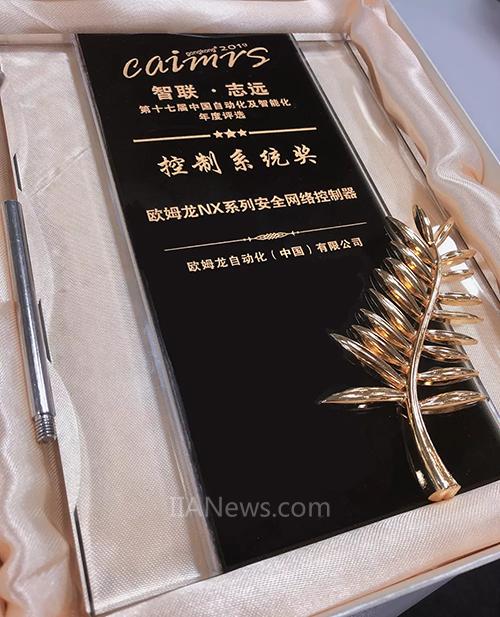 gongkong® 2019
caimrs
智联·志远
第十七届中国自动化及智能化
年度评选
控制系统奖
欧姆龙NX系列安全网络控制器
欧姆龙自动化（中国）有限公司
IIANews.com